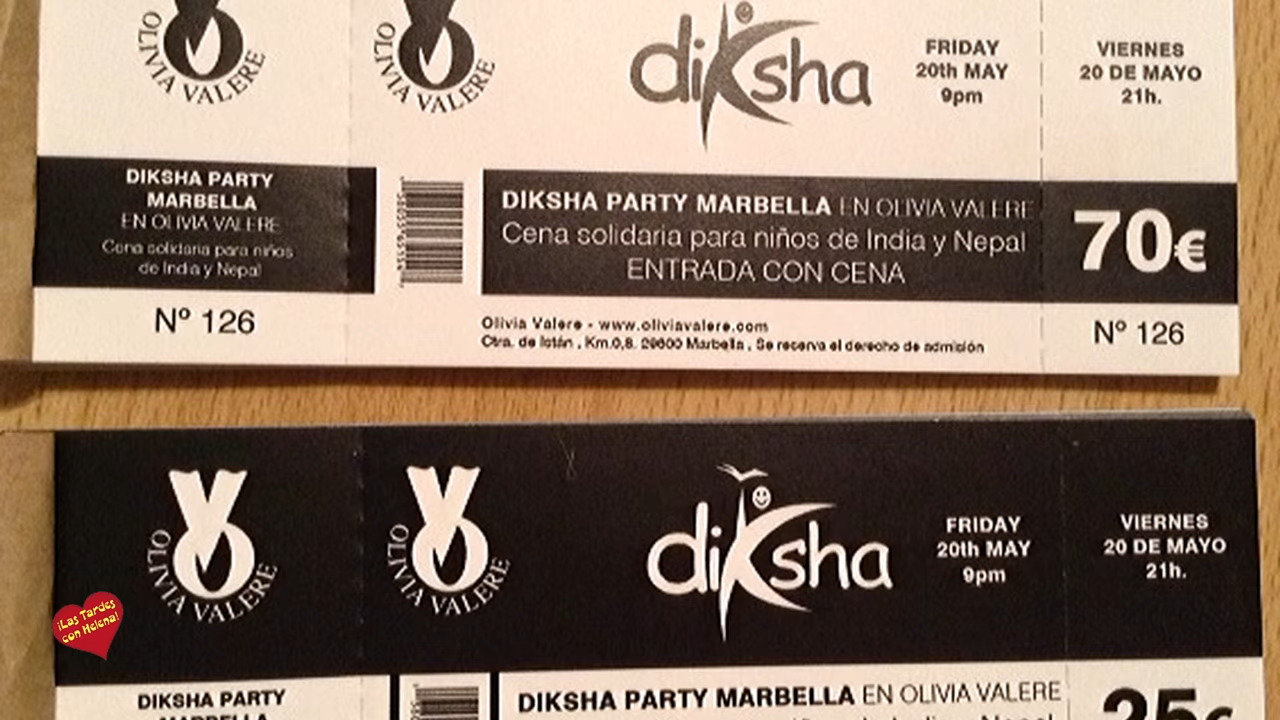 OLIVIA VALERE
OLIVIA VALERE
diksha
FRIDAY
20th MAY
9pm
VIERNES
20 DE MAYO
21h.
DIKSHA PARTY
MARBELLA
EN OLIVIA VALERE
Cena solidaria para niños
de India y Nepal
DIKSHA PARTY MARBELLA EN OLIVIA VALERE
Cena solidaria para niños de India y Nepal
ENTRADA CON CENA
70€
Nº 126
Olivia Valere - www.oliviavalere.com
Ctra. de Istán , Km.0,8. 29600 Marbella , Se reserva el derecho de admisión
Nº 126
OLIVIA VALERE
OLIVIA VALERE
diksha
FRIDAY
20th MAY
9pm
VIERNES
20 DE MAYO
21h.
¡Las Tardes
con Helena!
DIKSHA PARTY
MARBELLA
DIKSHA PARTY MARBELLA EN OLIVIA VALERE